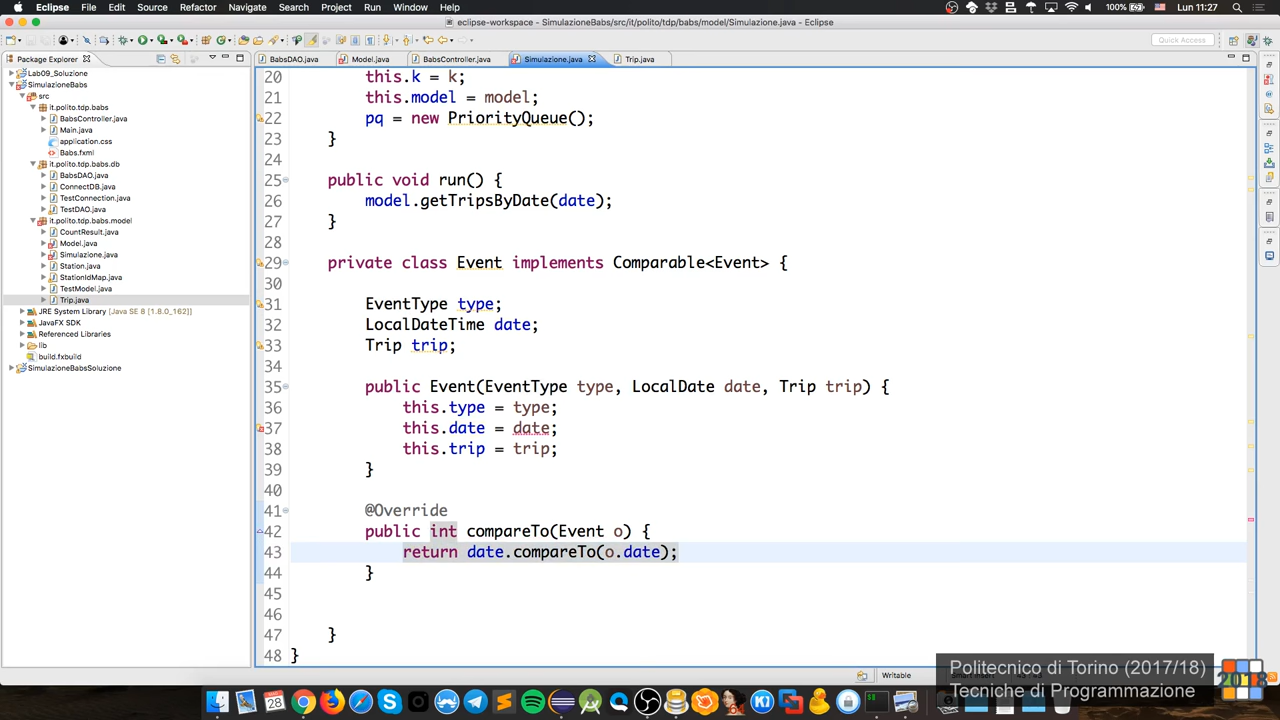 Eclipse File Edit Source Refactor Navigate Search Project Run Window Help 100% Lun 11:27
eclipse-workspace - SimulazioneBabs/src/it/polito/tdp/babs/model/Simulazione.java - Eclipse
Quick Access
Package Explorer BabsDAO.java Model.java BabsController.java Simulazione.java Trip.java
Lab09_Soluzione
SimulazioneBabs
src
it.polito.tdp.babs
BabsController.java
Main.java
application.css
Babs.fxml
it.polito.tdp.babs.db
BabsDAO.java
ConnectDB.java
TestConnection.java
TestDAO.java
it.polito.tdp.babs.model
CountResult.java
Model.java
Simulazione.java
Station.java
StationIdMap.java
TestModel.java
Trip.java
JRE System Library [Java SE 8 [1.8.0_162]]
JavaFX SDK
Referenced Libraries
lib
build.fxbuild
SimulazioneBabsSoluzione
20 this.k = k;
21 this.model = model;
22 pq = new PriorityQueue();
23 }
24
25 public void run() {
26 model.getTripsByDate(date);
27 }
28
29 private class Event implements Comparable<Event> {
30
31 EventType type;
32 LocalDateTime date;
33 Trip trip;
34
35 public Event(EventType type, LocalDate date, Trip trip) {
36 this.type = type;
37 this.date = date;
38 this.trip = trip;
39 }
40
41 @Override
42 public int compareTo(Event o) {
43 return date.compareTo(o.date);
44 }
45
46
47 }
48 }
Writable
Politecnico di Torino (2017/18)
Tecniche di Programmazione
2018